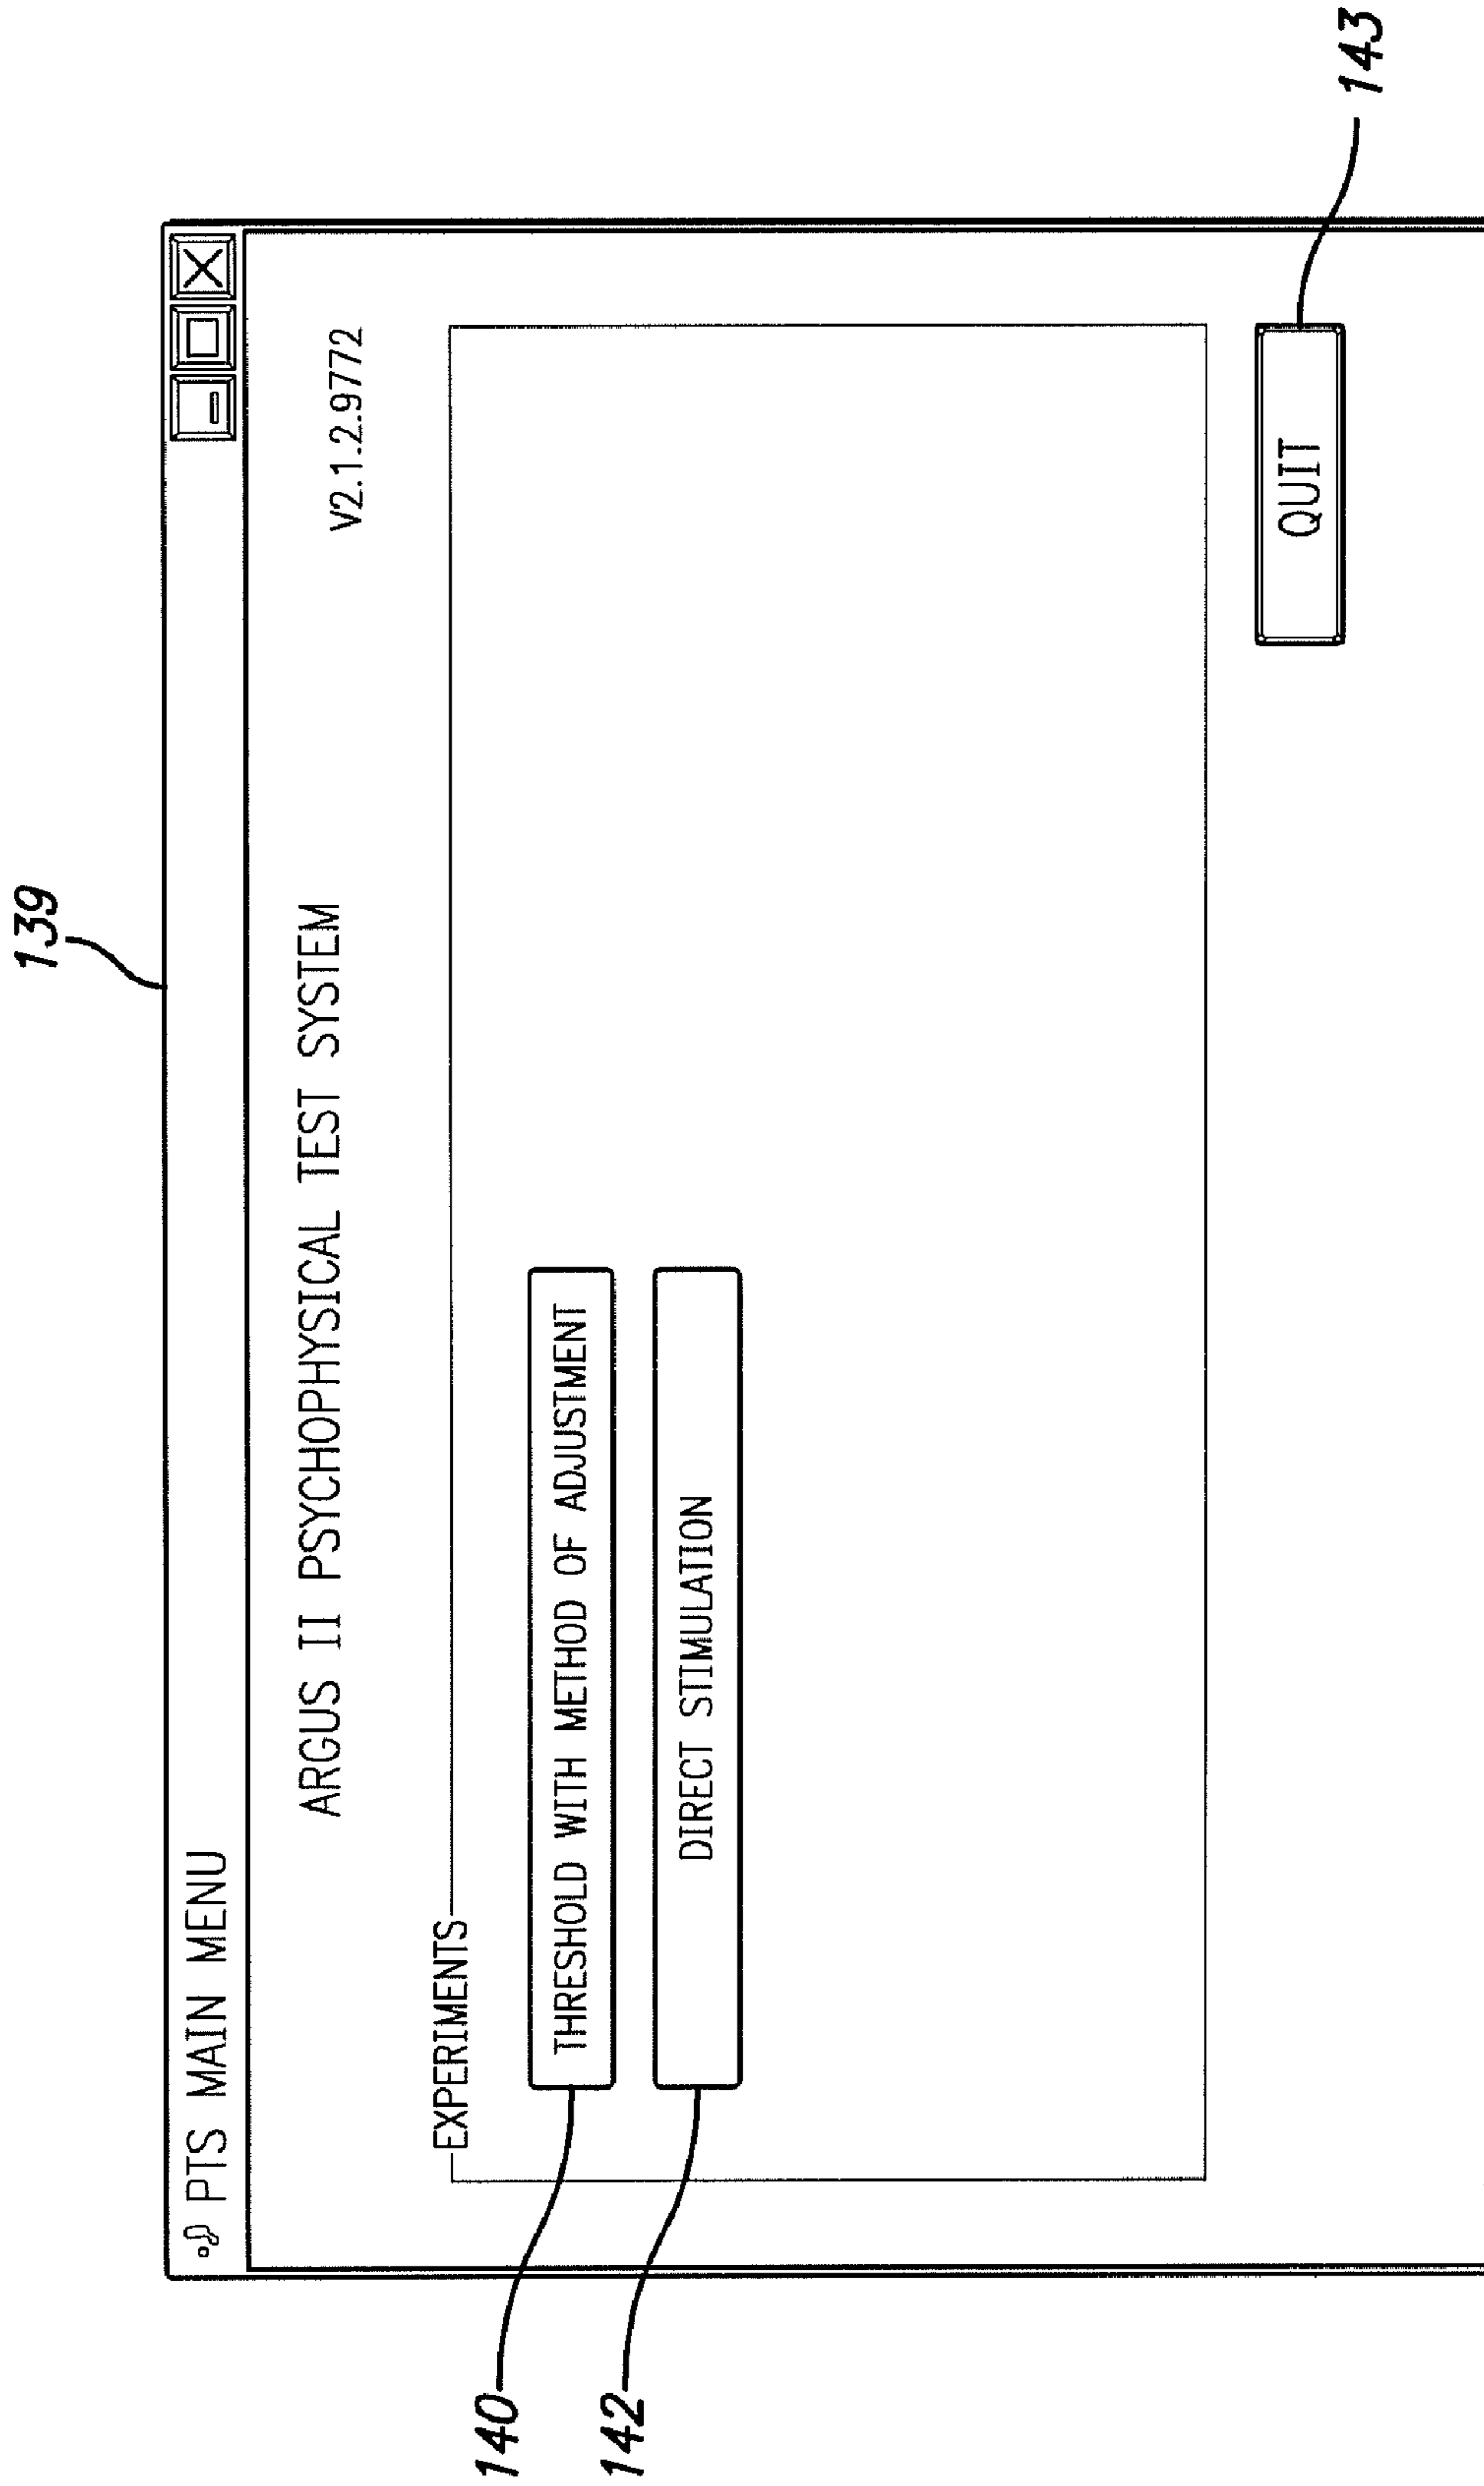 139
PTS MAIN MENU
ARGUS II PSYCHOPHYSICAL TEST SYSTEM
V2.1.2.9772
EXPERIMENTS
140
THRESHOLD WITH METHOD OF ADJUSTMENT
142
DIRECT STIMULATION
QUIT
143